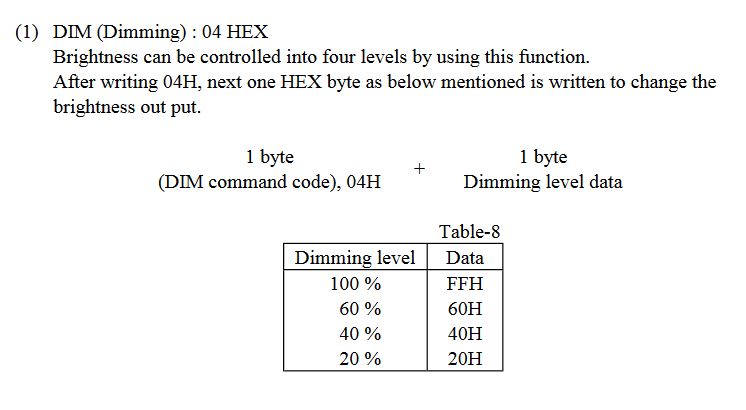 (1) DIM (Dimming) : 04 HEX
Brightness can be controlled into four levels by using this function.
After writing 04H, next one HEX byte as below mentioned is written to change the
brightness out put.
1 byte + 1 byte
(DIM command code), 04H Dimming level data
Table-8
Dimming level Data
100 % FFH
60 % 60H
40 % 40H
20 % 20H